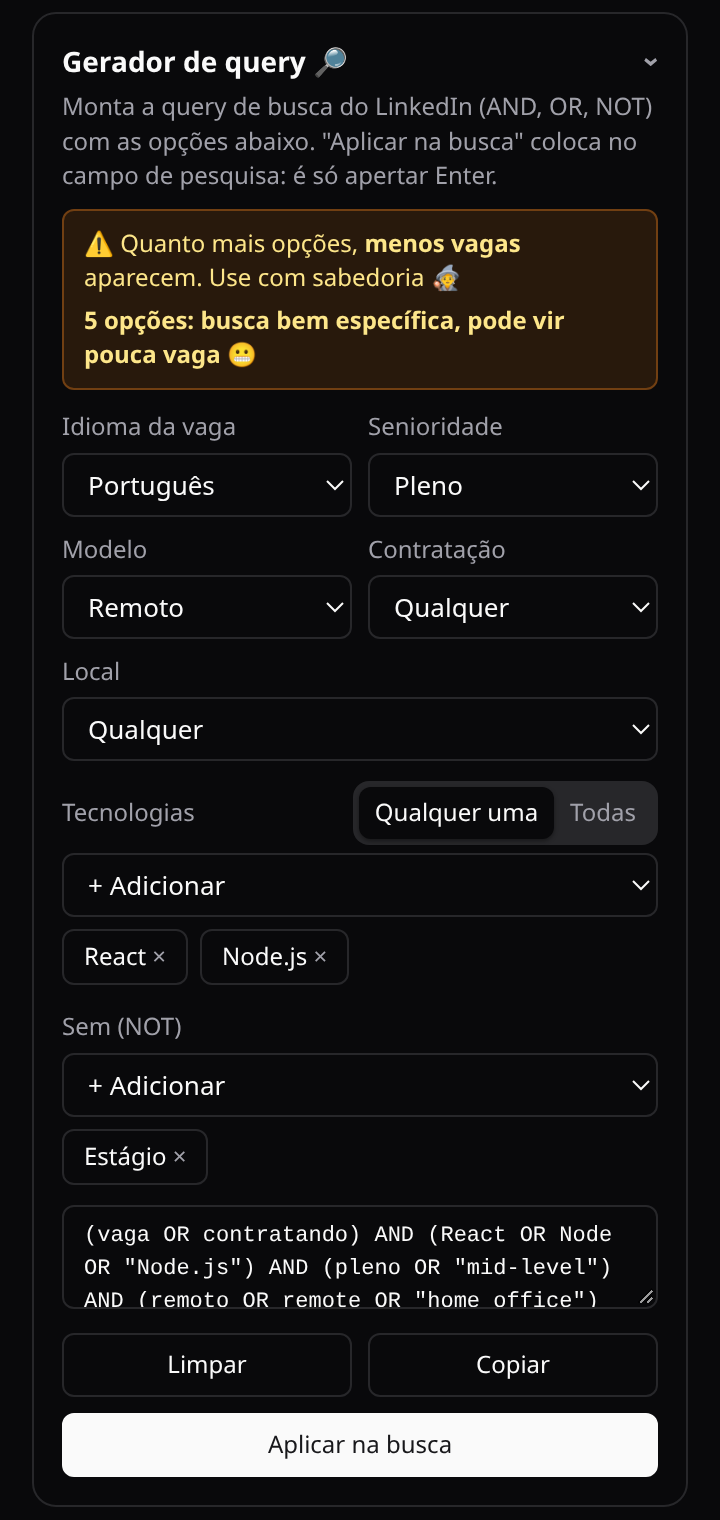 Gerador de query 🔎
Monta a query de busca do LinkedIn (AND, OR, NOT)
com as opções abaixo. "Aplicar na busca" coloca no
campo de pesquisa: é só apertar Enter.
⚠️ Quanto mais opções, menos vagas
aparecem. Use com sabedoria 🧙
5 opções: busca bem específica, pode vir
pouca vaga 😬
Idioma da vaga Senioridade
Português Pleno
Modelo Contratação
Remoto Qualquer
Local
Qualquer
Tecnologias Qualquer uma Todas
+ Adicionar
React × Node.js ×
Sem (NOT)
+ Adicionar
Estágio ×
(vaga OR contratando) AND (React OR Node
OR "Node.js") AND (pleno OR "mid-level")
AND (remoto OR remote OR "home office")
Limpar Copiar
Aplicar na busca